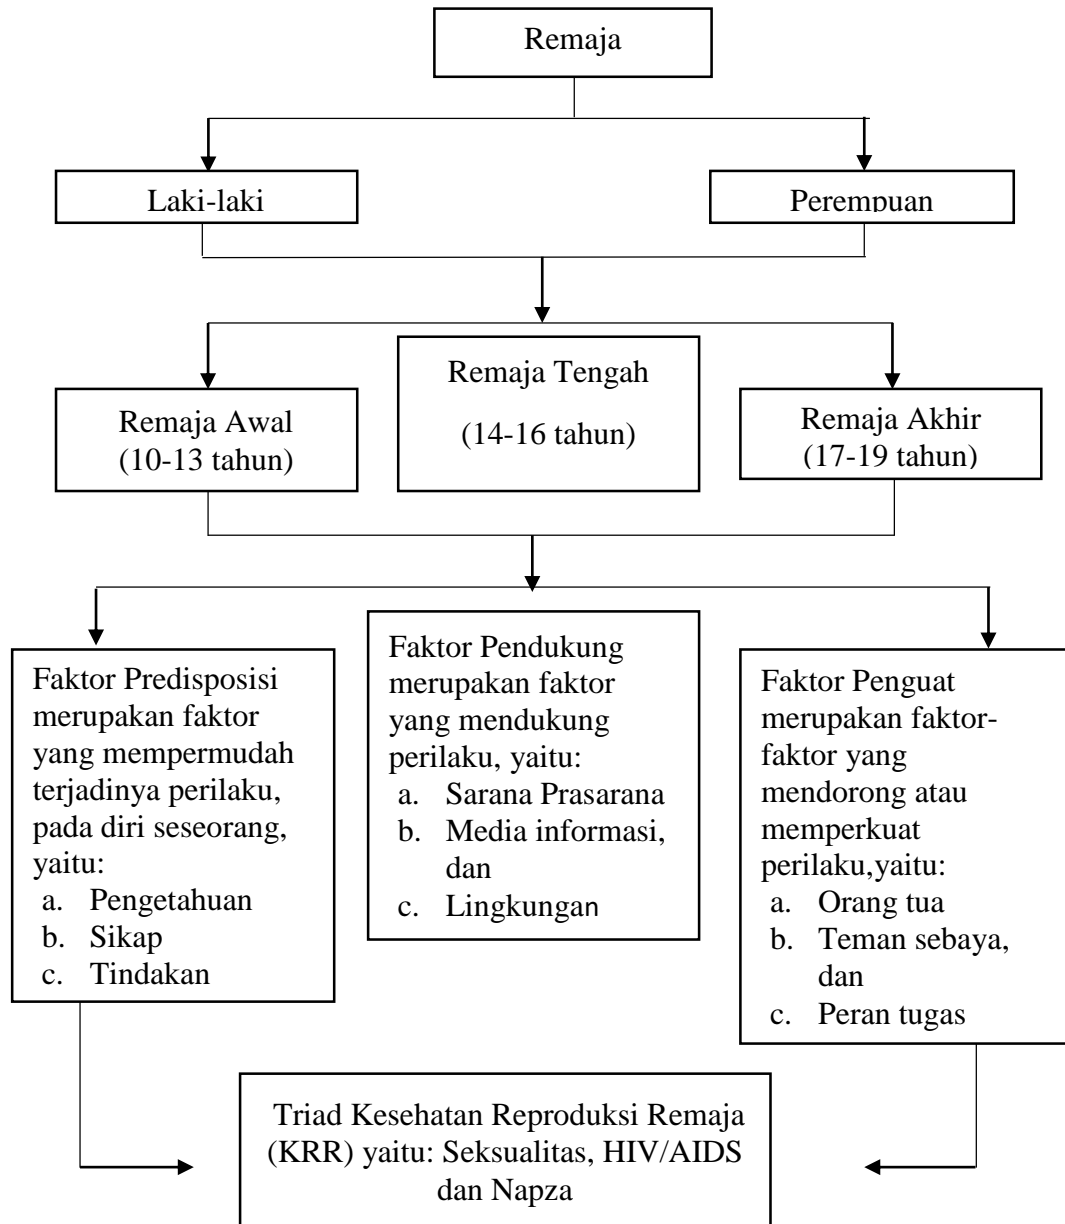 Remaja
Laki-laki
Perempuan
Remaja Awal
(10-13 tahun)
Remaja Tengah
(14-16 tahun)
Remaja Akhir
(17-19 tahun)
Faktor Predisposisi
merupakan faktor
yang mempermudah
terjadinya perilaku,
pada diri seseorang,
yaitu:
a. Pengetahuan
b. Sikap
c. Tindakan
Faktor Pendukung
merupakan faktor
yang mendukung
perilaku, yaitu:
a. Sarana Prasarana
b. Media informasi,
dan
c. Lingkungan
Faktor Penguat
merupakan faktor-
faktor yang
mendorong atau
memperkuat
perilaku,yaitu:
a. Orang tua
b. Teman sebaya,
dan
c. Peran tugas
Triad Kesehatan Reproduksi Remaja
(KRR) yaitu: Seksualitas, HIV/AIDS
dan Napza